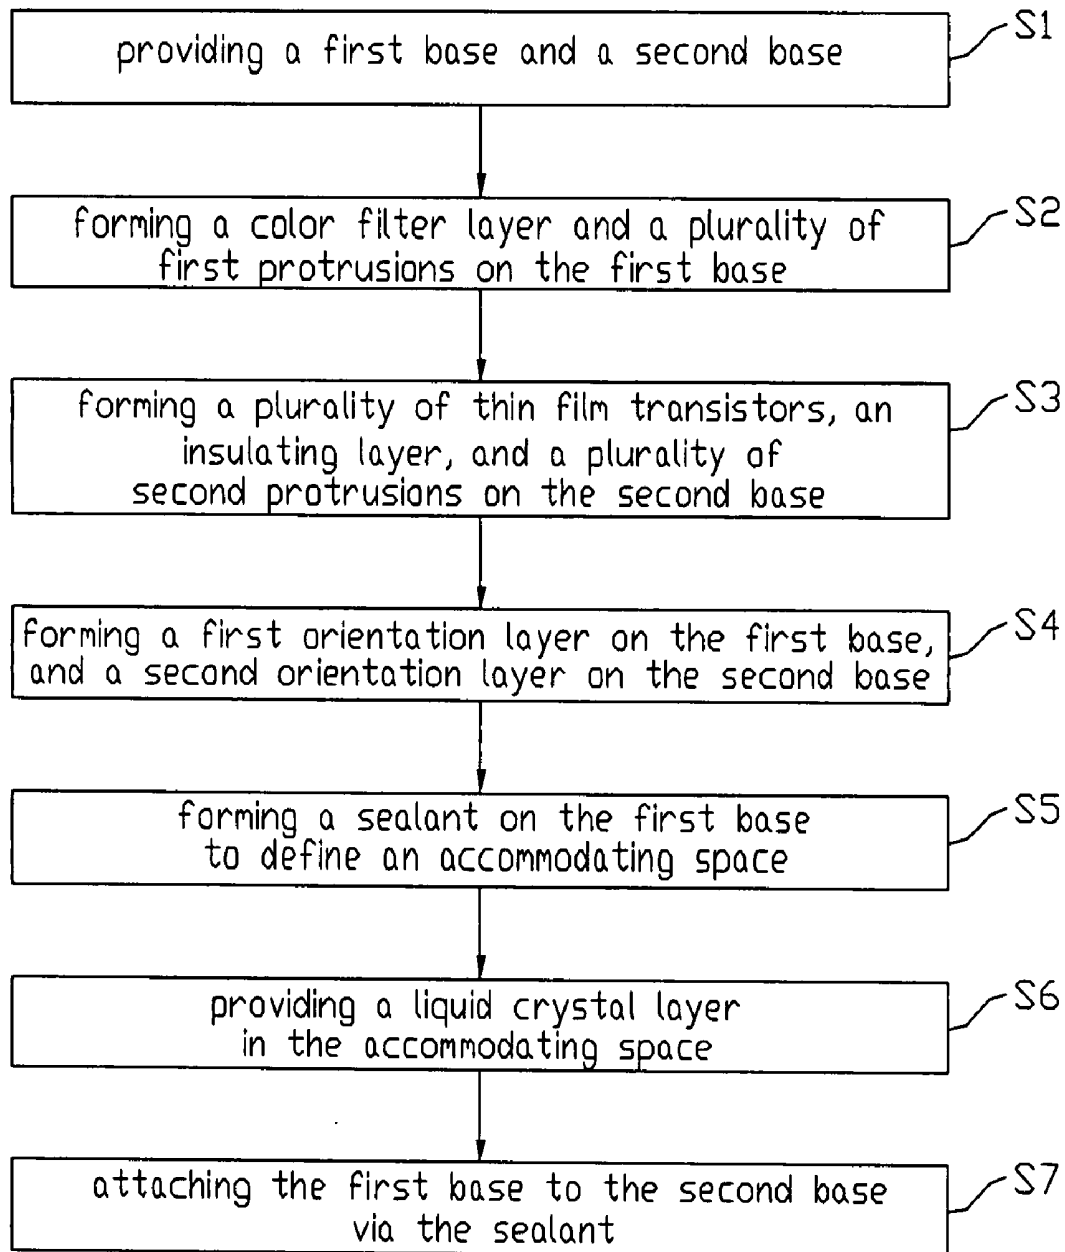 providing a first base and a second base
S1
forming a color filter layer and a plurality of
first protrusions on the first base
S2
forming a plurality of thin film transistors, an
insulating layer, and a plurality of
second protrusions on the second base
S3
forming a first orientation layer on the first base,
and a second orientation layer on the second base
S4
forming a sealant on the first base
to define an accommodating space
S5
providing a liquid crystal layer
in the accommodating space
S6
attaching the first base to the second base
via the sealant
S7